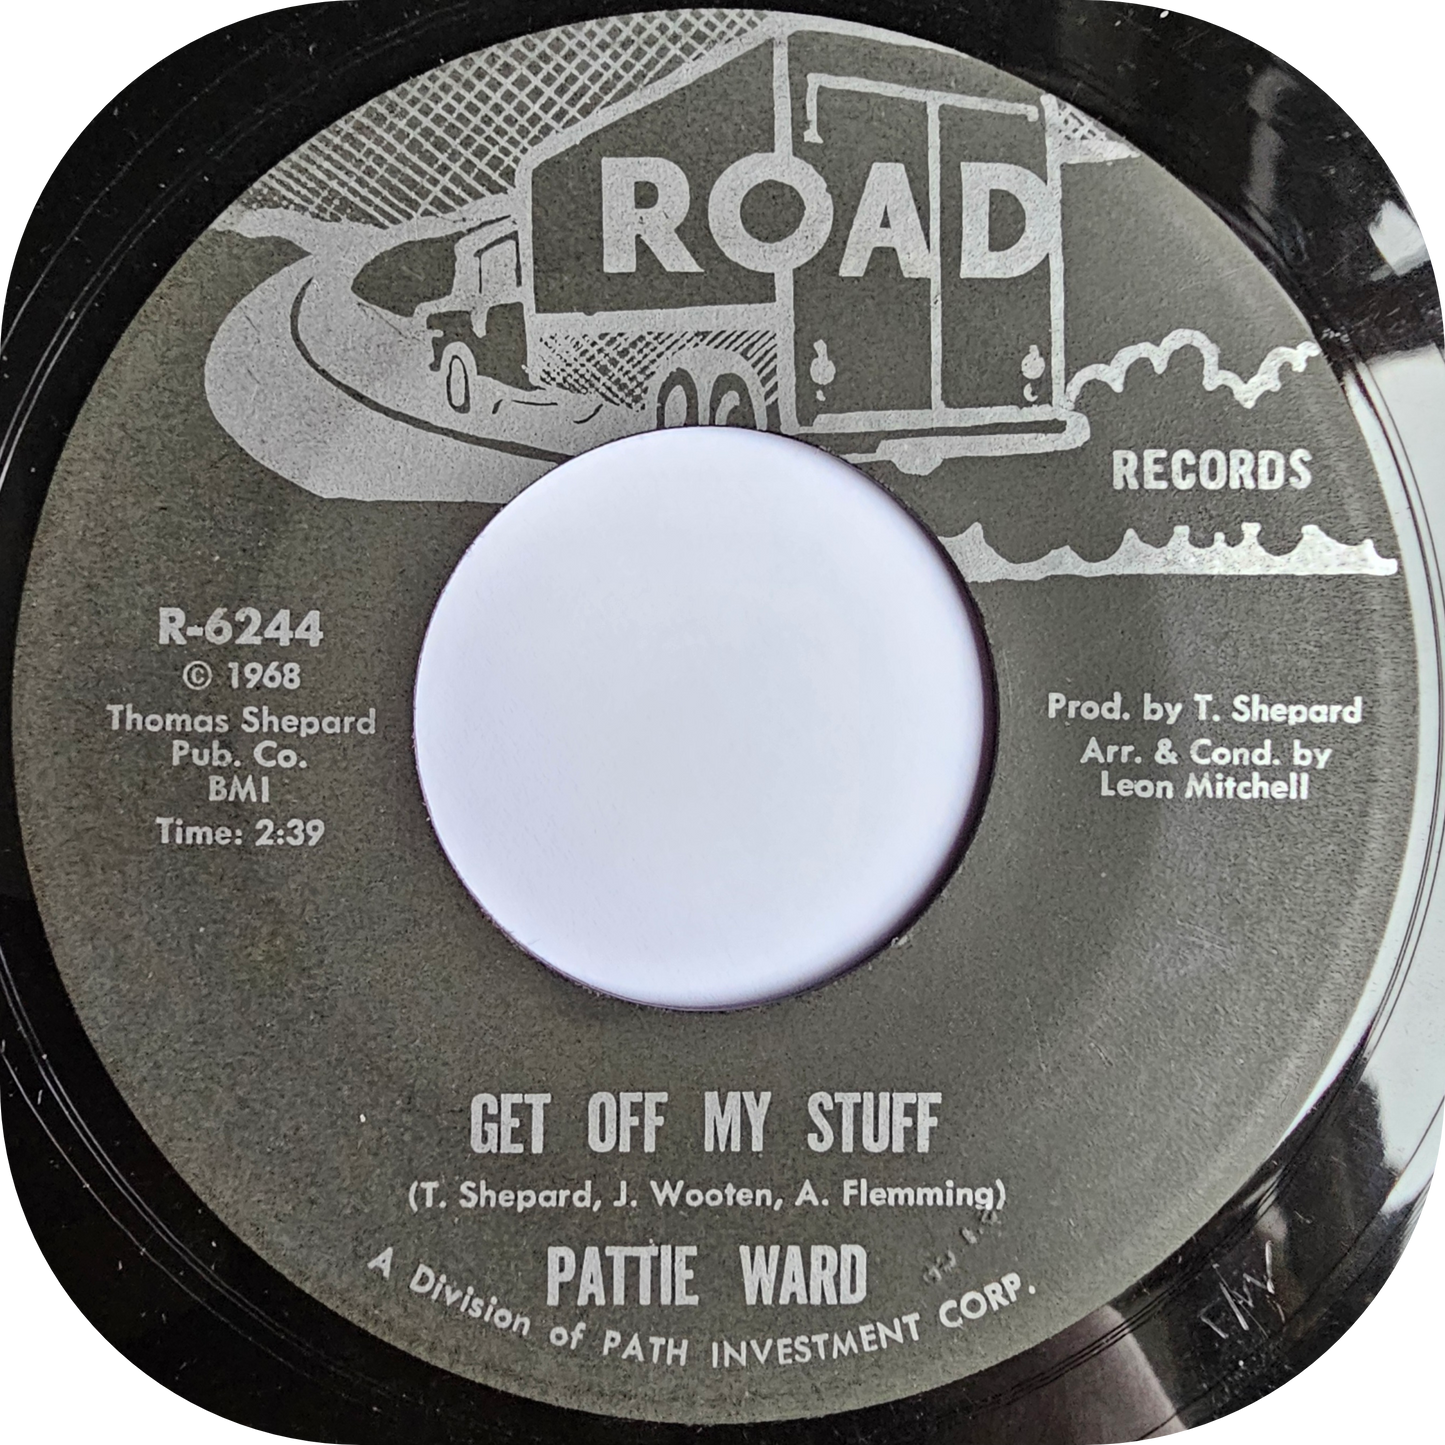 ROAD
RECORDS
R-6244
© 1968
Thomas Shepard
Pub. Co.
BMI
Time: 2:39
Prod. by T. Shepard
Arr. & Cond. by
Leon Mitchell
GET OFF MY STUFF
(T. Shepard, J. Wooten, A. Flemming)
PATTIE WARD
A Division of PATH INVESTMENT CORP.